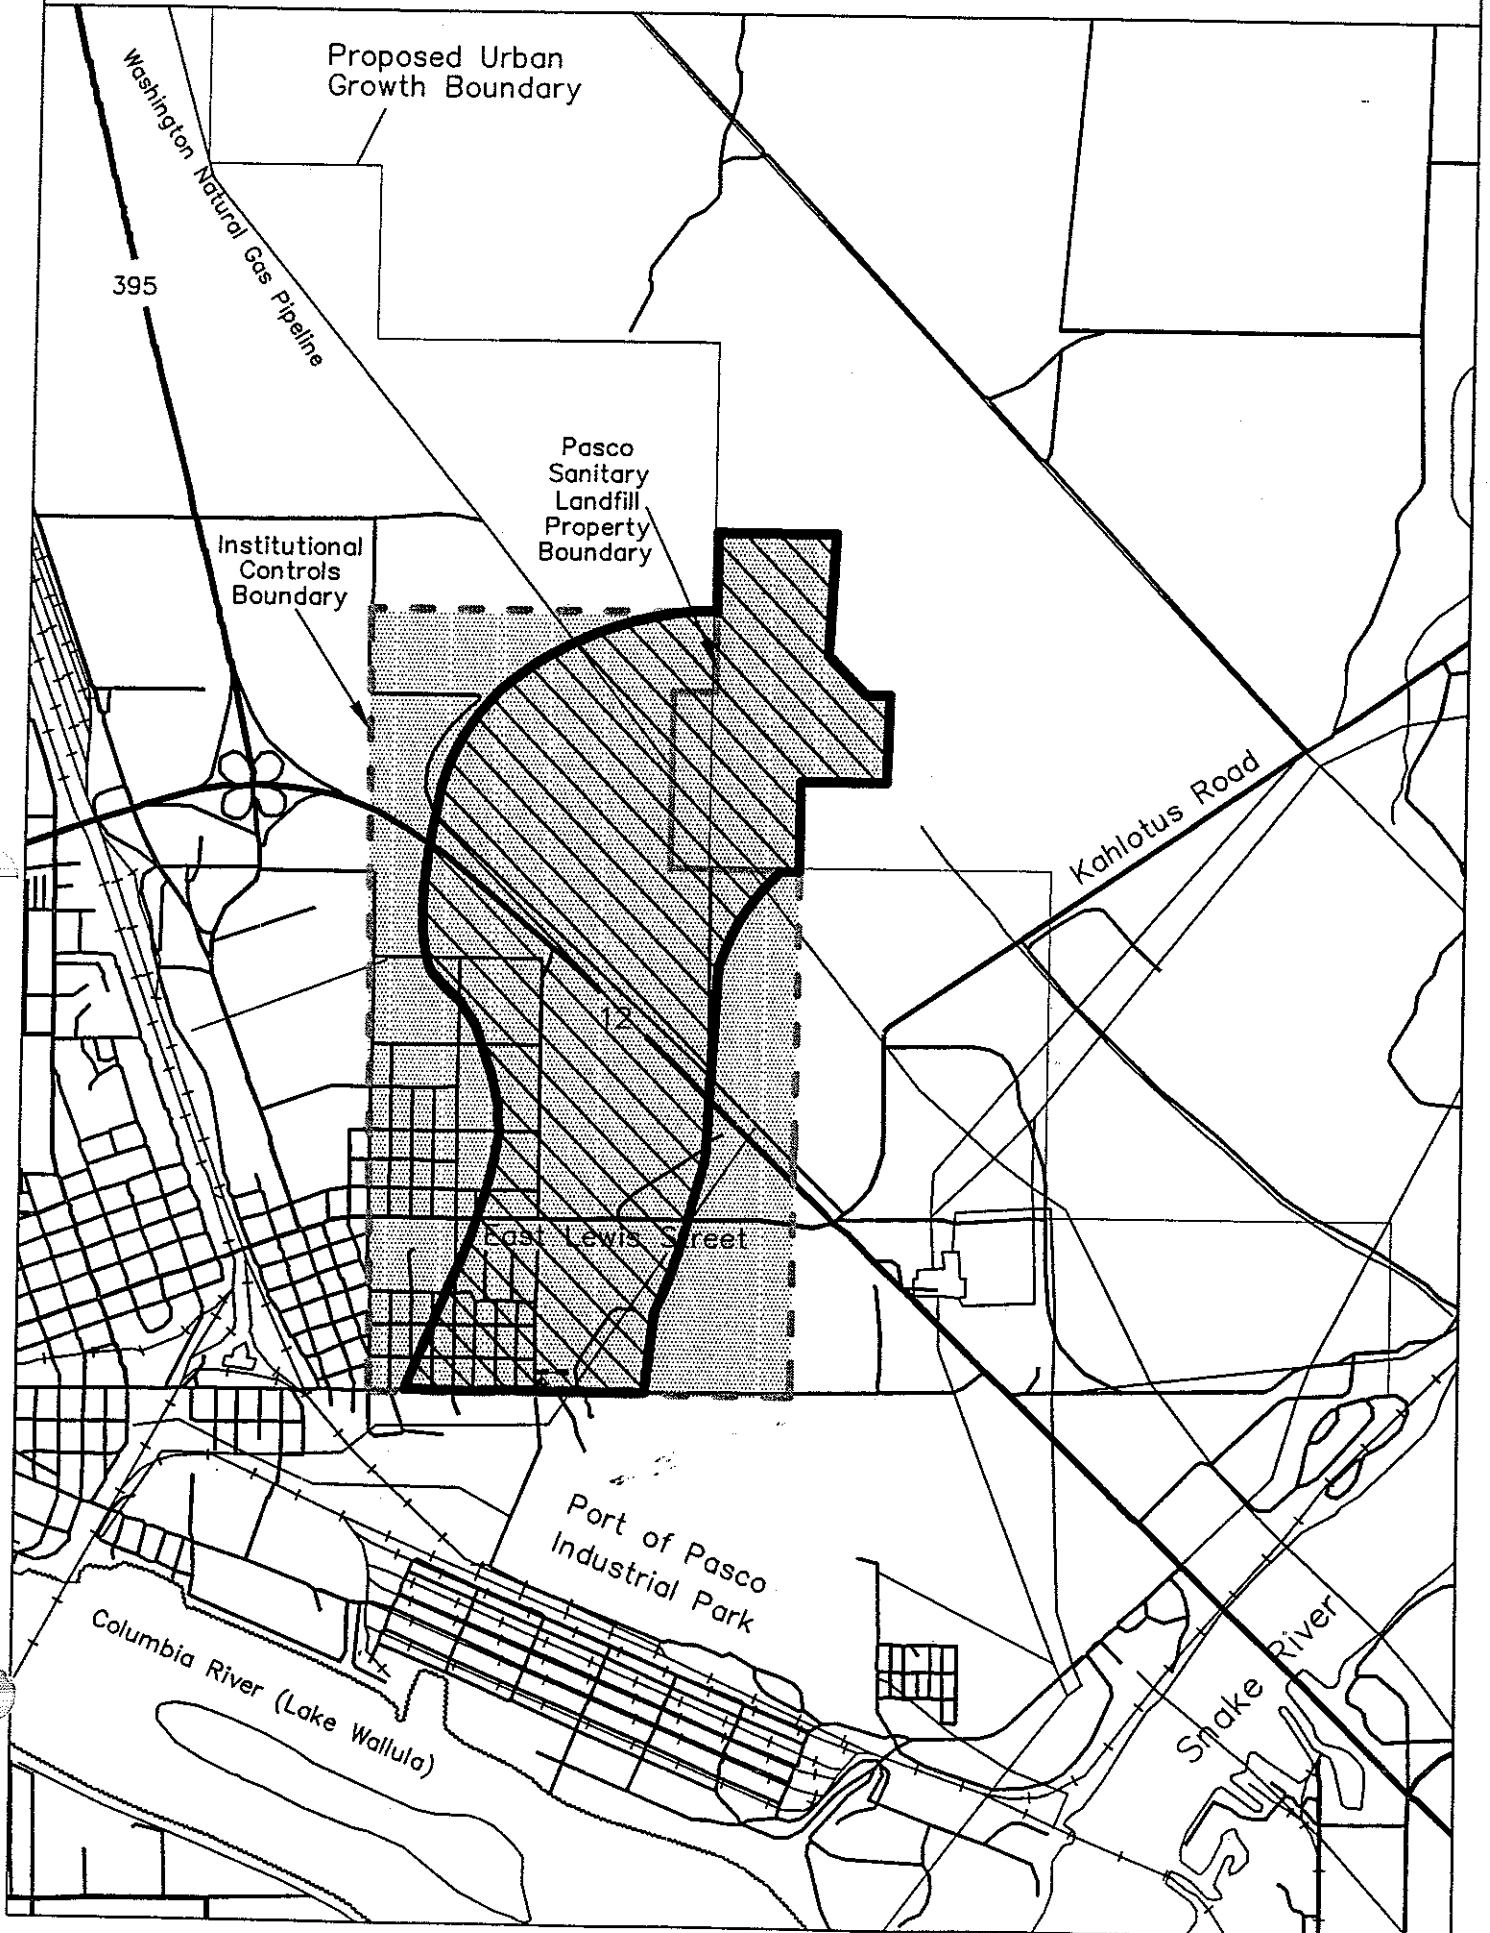 Proposed Urban
Growth Boundary
Washington Natural Gas Pipeline
395
Pasco
Sanitary
Landfill
Property
Boundary
Institutional
Controls
Boundary
Kahlotus Road
12
East Lewis Street
Port of Pasco
Industrial Park
Columbia River (Lake Wallula)
Snake River